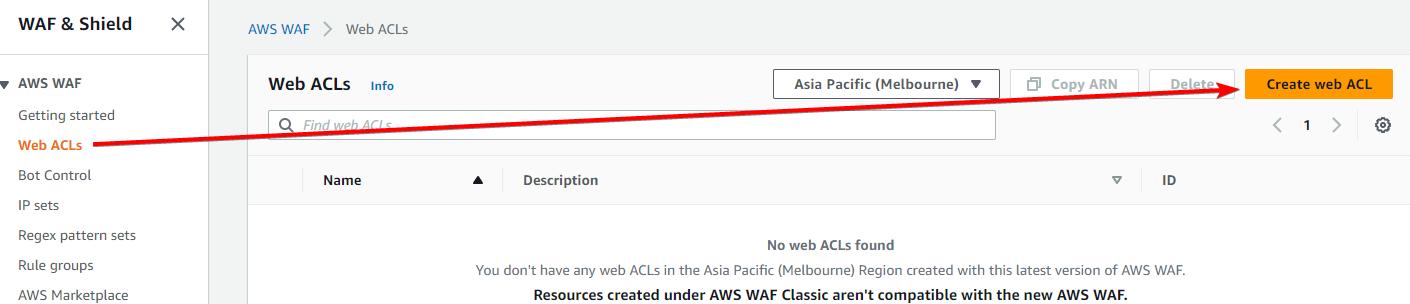 WAF & Shield
AWS WAF
Getting started
Web ACLs
Bot Control
IP sets
Regex pattern sets
Rule groups
AWS Marketplace
AWS WAF > Web ACLs
Web ACLs Info
Asia Pacific (Melbourne)
Copy ARN
Delete
Create web ACL
Find web ACLs
1
Name Description ID
No web ACLs found
You don't have any web ACLs in the Asia Pacific (Melbourne) Region created with this latest version of AWS WAF.
Resources created under AWS WAF Classic aren't compatible with the new AWS WAF.